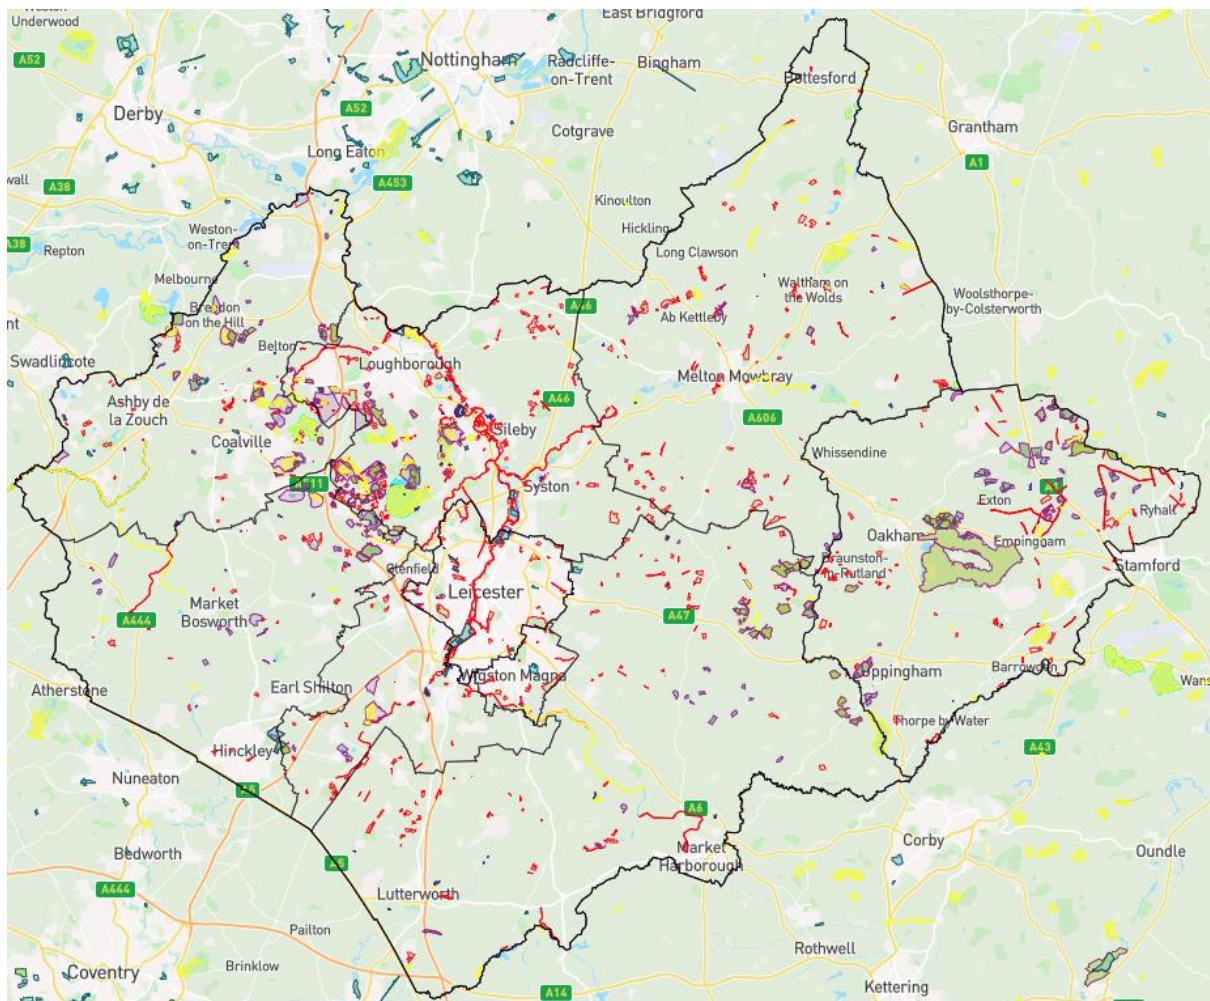 Underwood
East Bridgford
A52
Nottingham
Radcliffe-
on-Trent
Bingham
Bottesford
Derby
A52
Grantham
Cotgrave
Long Eaton
A1
A453
A38
Kinoulton
Hickling
Weston-
on-Trent
A38
Repton
Long Clawson
Melbourne
Waltham on
the Wolds
Woolsthorpe-
by-Colsterworth
Breedon
on the Hill
A46
Ab Kettleby
Belton
Swadlincote
Loughborough
Melton Mowbray
Ashby de
la Zouch
A46
A606
Coalville
Sileby
Whissendine
Syston
Exton
A1
Ryhall
Oakham
Empingham
Braunston-
in-Rutland
Stamford
Glenfield
Leicester
Market
Bosworth
A444
A47
Atherstone
Earl Shilton
Wigston Magna
Uppingham
Barrowden
Wans
Thorpe by Water
Hinckley
A43
Nuneaton
A5
A6
Corby
Bedworth
A5
Market
Harborough
Oundle
A444
Lutterworth
Pailton
Rothwell
Coventry
Brinklow
Kettering
A14